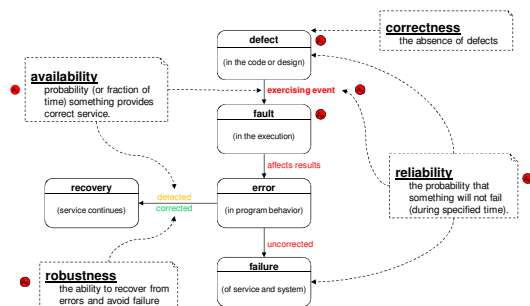 correctness
the absence of defects
defect
(in the code or design)
availability
probability (or fraction of
time) something provides
correct service.
exercising event
fault
(in the execution)
affects results
reliability
the probability that
something will not fail
(during specified time).
recovery
(service continues)
detected
corrected
error
(in program behavior)
uncorrected
robustness
the ability to recover from
errors and avoid failure
failure
(of service and system)